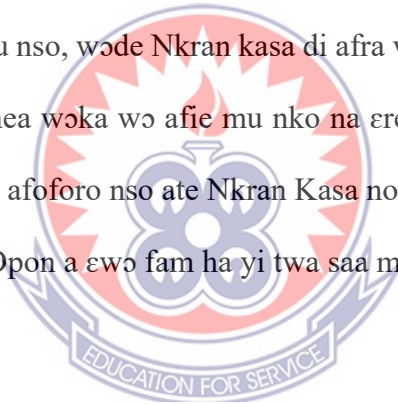 u nso, wɔde Nkran kasa di afra w
nea wɔka wɔ afie mu nko na ɛre
afoforo nso ate Nkran Kasa no
Ɔpon a ɛwɔ fam ha yi twa saa m
EDUCATION FOR SERVICE